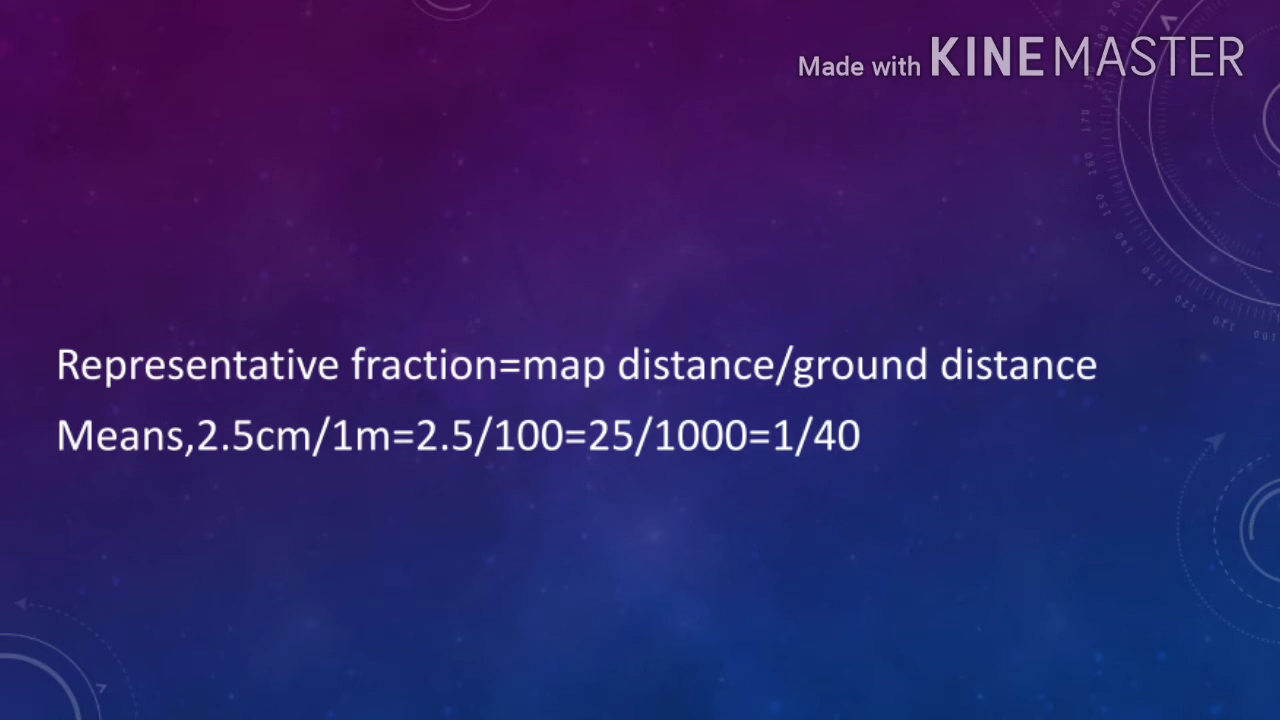 Made with KINEMASTER
Representative fraction=map distance/ground distance
Means,2.5cm/1m=2.5/100=25/1000=1/40